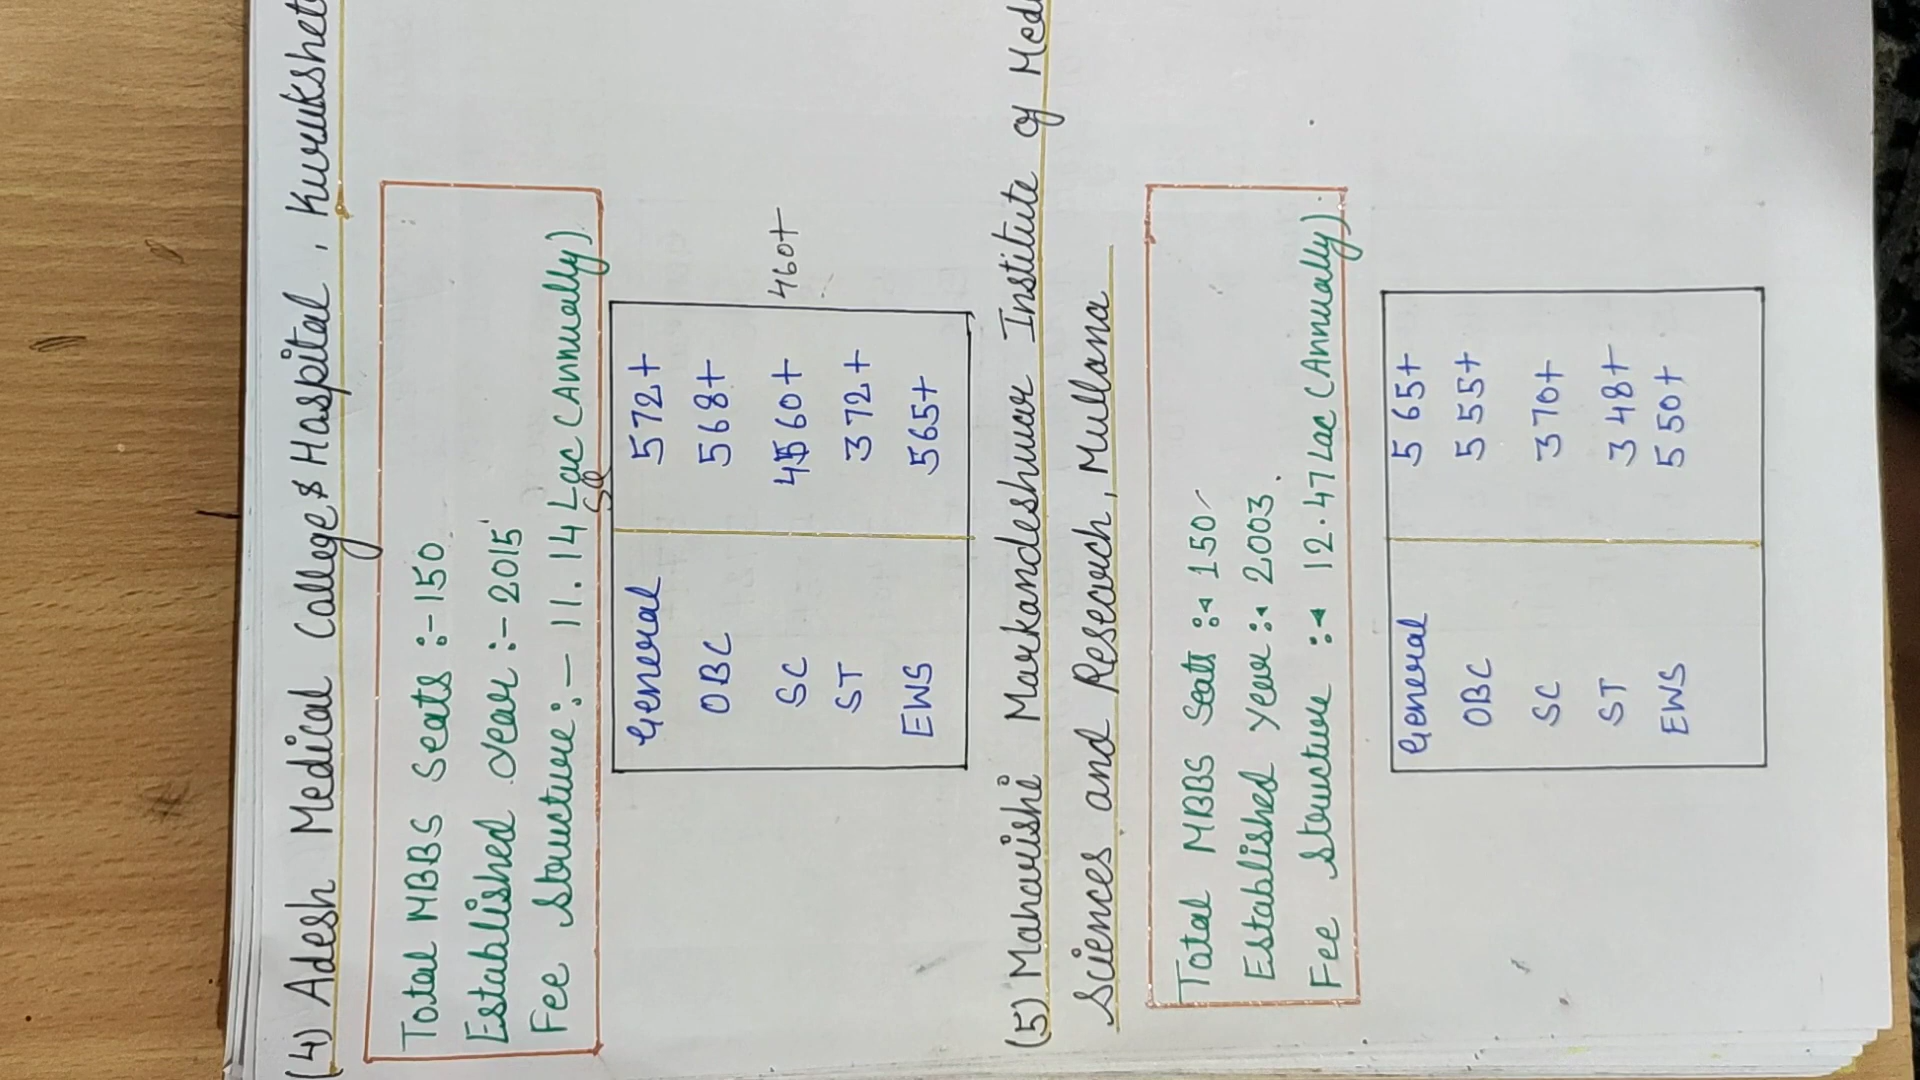 (4) Adesh Medical College & Hospital, Kurukshet
Total MBBS Seats :- 150
Established Year :- 2015
Fee Structure :- 11.14 Lac (Annually)
General 572+
OBC 568+
SC 460+ 460+
ST 372+
EWS 565+
(5) Maharishi Markandeshwar Institute of Med
Sciences and Research, Mullana
Total MBBS Seats :- 150
Established Year :- 2003.
Fee Structure :- 12.47 Lac (Annually)
General 565+
OBC 555+
SC 370+
ST 348+
EWS 550+